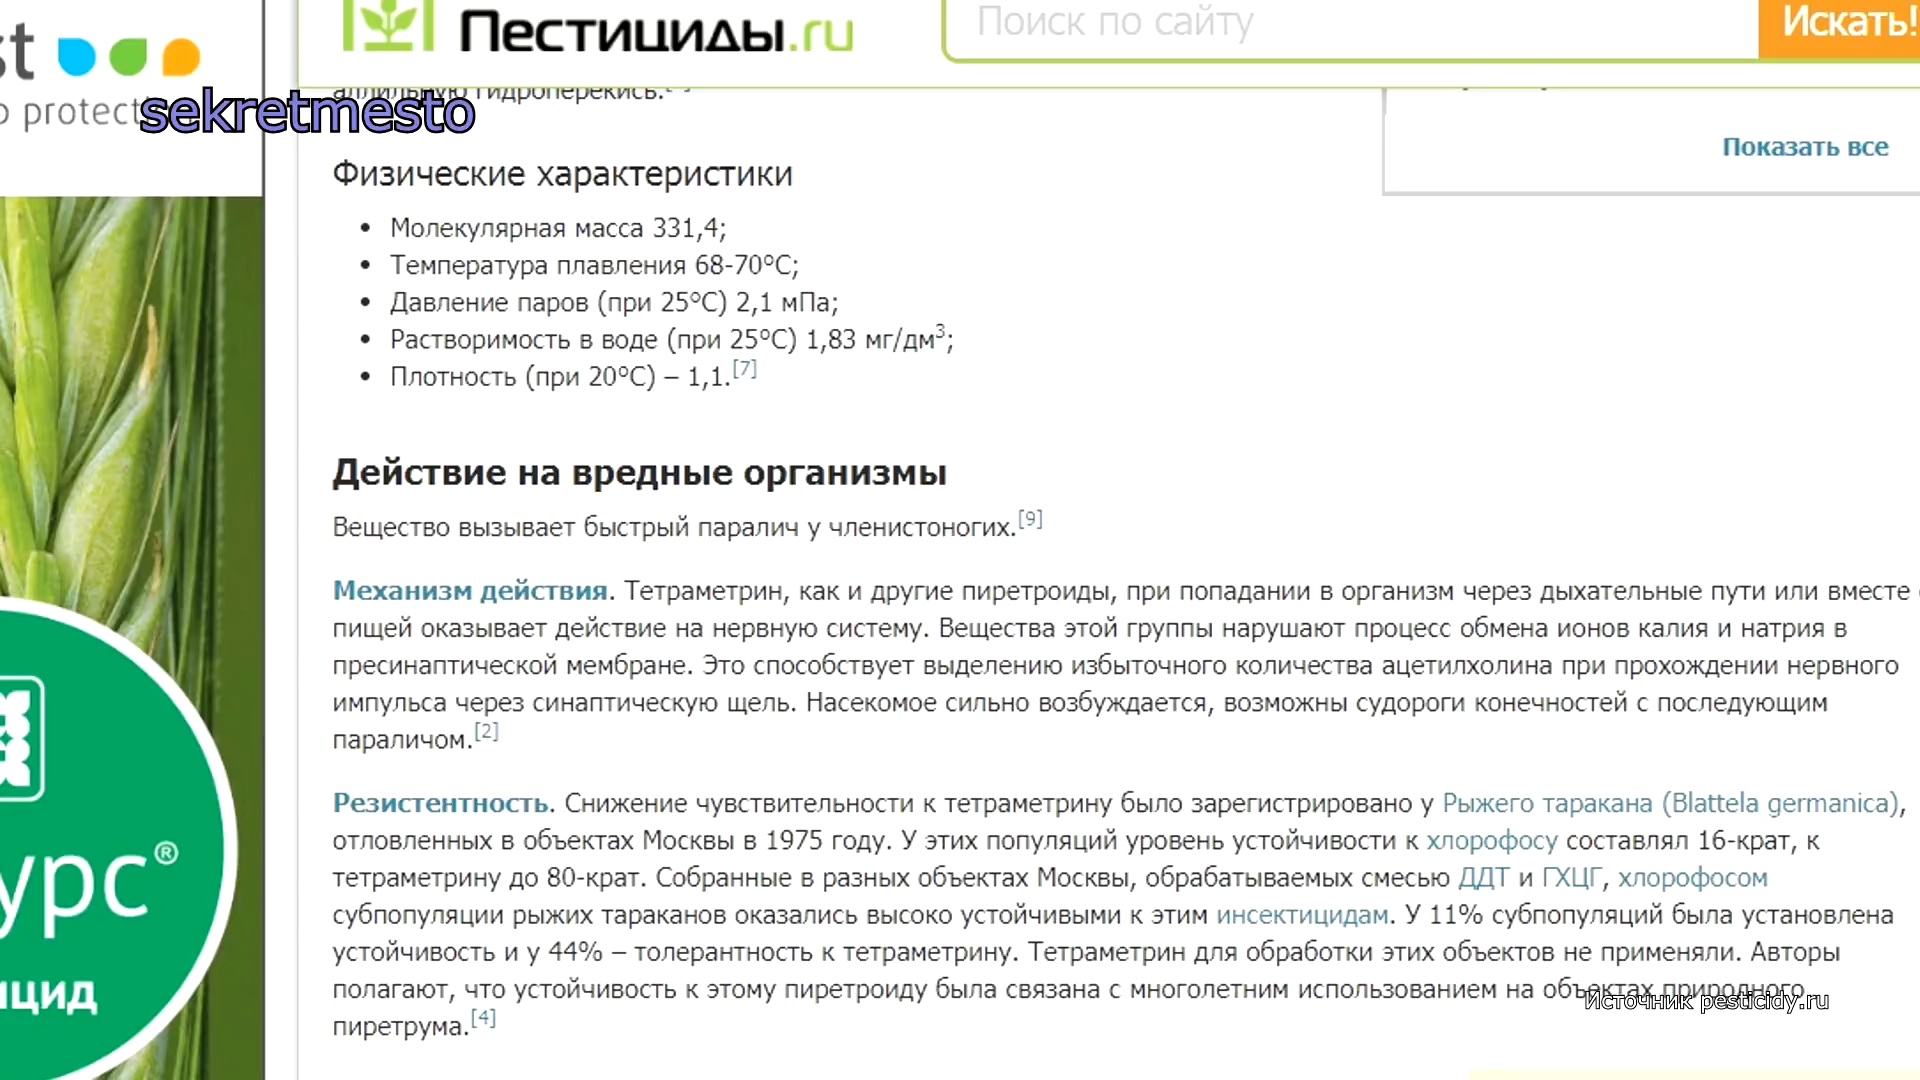 st
Пестициды.ru
Поиск по сайту
Искать!
protect
sekretmesto
аллильную гидроперекись.
Показать все
Физические характеристики
• Молекулярная масса 331,4;
• Температура плавления 68-70°C;
• Давление паров (при 25°C) 2,1 мПа;
• Растворимость в воде (при 25°C) 1,83 мг/дм³;
• Плотность (при 20°C) – 1,1.[7]
Действие на вредные организмы
Вещество вызывает быстрый паралич у членистоногих.[9]
Механизм действия. Тетраметрин, как и другие пиретроиды, при попадании в организм через дыхательные пути или вместе
пищей оказывает действие на нервную систему. Вещества этой группы нарушают процесс обмена ионов калия и натрия в
пресинаптической мембране. Это способствует выделению избыточного количества ацетилхолина при прохождении нервного
импульса через синаптическую щель. Насекомое сильно возбуждается, возможны судороги конечностей с последующим
параличом.[2]
Резистентность. Снижение чувствительности к тетраметрину было зарегистрировано у Рыжего таракана (Blattela germanica),
отловленных в объектах Москвы в 1975 году. У этих популяций уровень устойчивости к хлорофосу составлял 16-крат, к
тетраметрину до 80-крат. Собранные в разных объектах Москвы, обрабатываемых смесью ДДТ и ГХЦГ, хлорофосом
субпопуляции рыжих тараканов оказались высоко устойчивыми к этим инсектицидам. У 11% субпопуляций была установлена
устойчивость и у 44% – толерантность к тетраметрину. Тетраметрин для обработки этих объектов не применяли. Авторы
полагают, что устойчивость к этому пиретроиду была связана с многолетним использованием на объектах природного
пиретрума.[4]
урс®
ицид
Источник pesticidy.ru